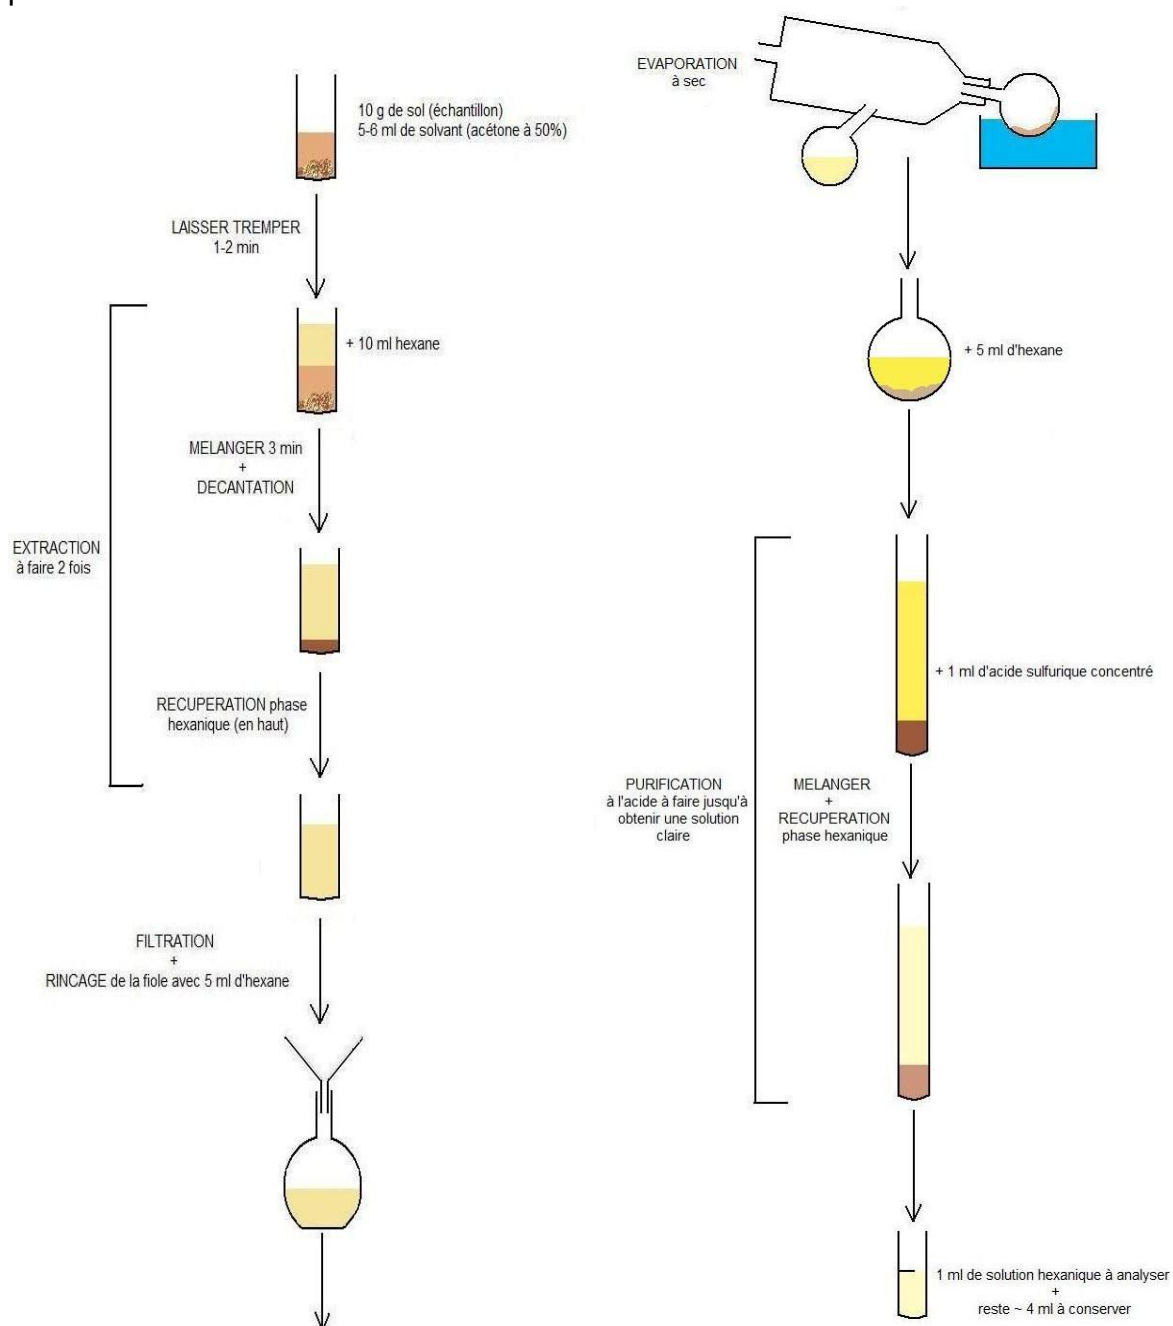 10 g de sol (échantillon)
5-6 ml de solvant (acétone à 50%)
LAISSER TREMPER
1-2 min
+ 10 ml hexane
MELANGER 3 min
+
DECANTATION
EXTRACTION
à faire 2 fois
RECUPERATION phase
hexanique (en haut)
FILTRATION
+
RINCAGE de la fiole avec 5 ml d'hexane
EVAPORATION
à sec
+ 5 ml d'hexane
+ 1 ml d'acide sulfurique concentré
PURIFICATION
à l'acide à faire jusqu'à
obtenir une solution
claire
MELANGER
+
RECUPERATION
phase hexanique
1 ml de solution hexanique à analyser
+
reste ~ 4 ml à conserver